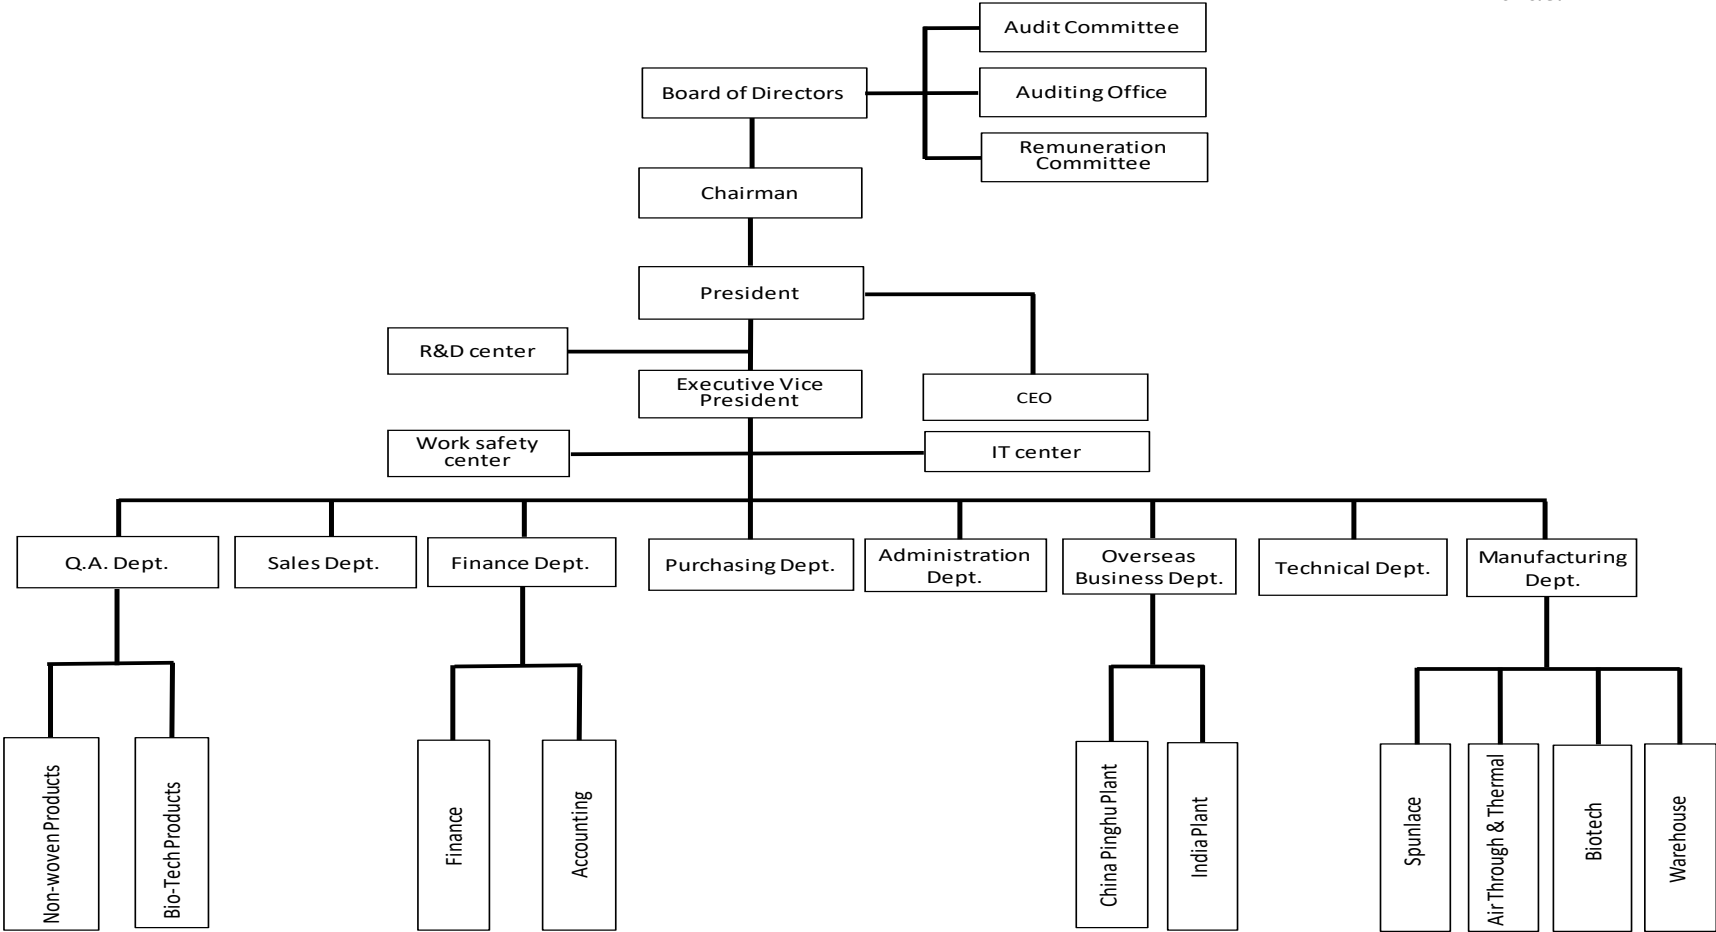 Audit Committee
Board of Directors
Auditing Office
Remuneration
Committee
Chairman
President
R&D center
Executive Vice
President
CEO
Work safety
center
IT center
Q.A. Dept.
Sales Dept.
Finance Dept.
Purchasing Dept.
Administration
Dept.
Overseas
Business Dept.
Technical Dept.
Manufacturing
Dept.
Non-woven Products
Bio-Tech Products
Finance
Accounting
China Pinghu Plant
India Plant
Spunlace
Air Through & Thermal
Biotech
Warehouse